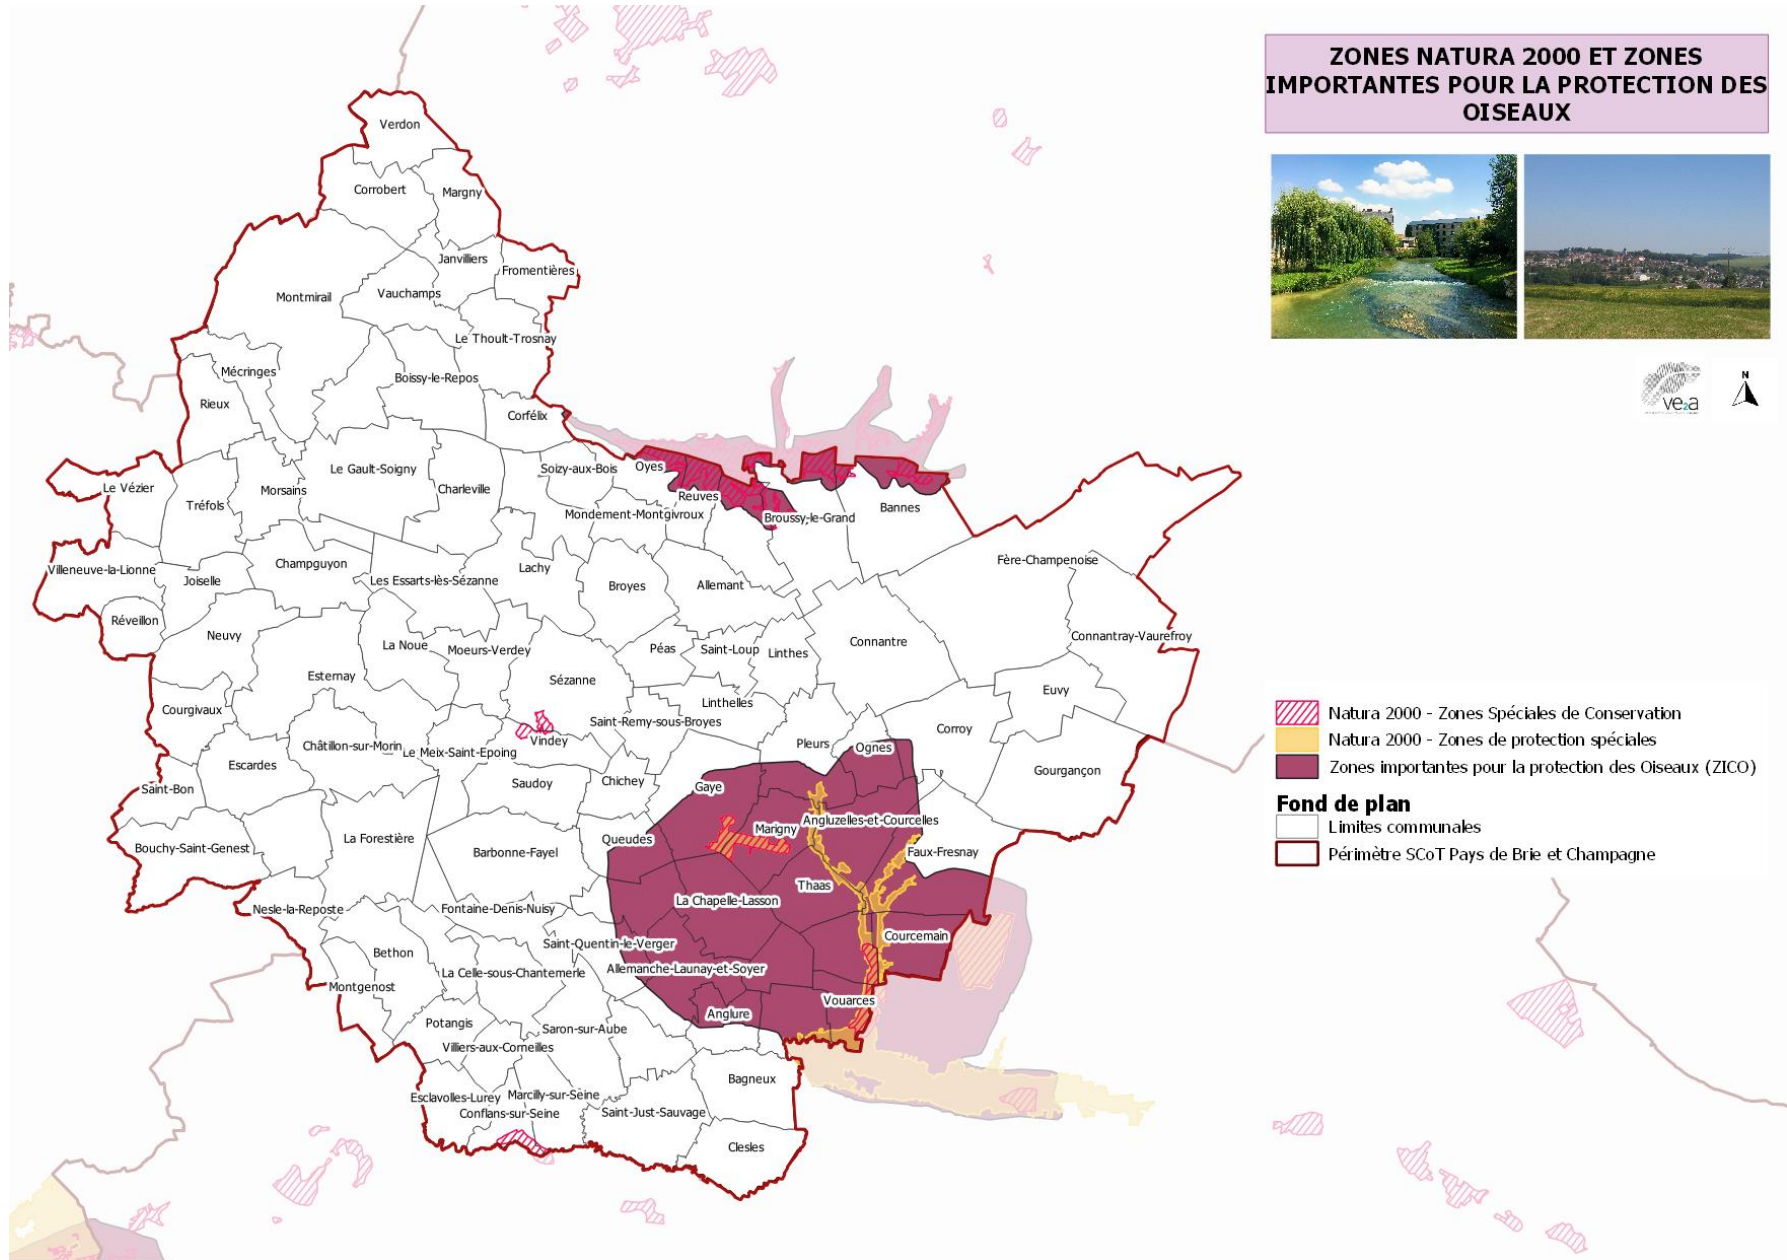 ZONES NATURA 2000 ET ZONES
IMPORTANTES POUR LA PROTECTION DES
OISEAUX
ve2a
N
Verdon
Corrobert
Margny
Janvilliers
Fromentières
Montmirail
Vauchamps
Le Thoult-Trosnay
Mécringes
Boissy-le-Repos
Rieux
Corfélix
Le Gault-Soigny
Soizy-aux-Bois
Oyes
Le Vézier
Morsains
Charleville
Tréfols
Reuves
Bannes
Mondement-Montgivroux
Broussy-le-Grand
Villeneuve-la-Lionne
Champguyon
Lachy
Fère-Champenoise
Joiselle
Les Essarts-lès-Sézanne
Broyes
Allemant
Réveillon
Neuvy
La Noue
Moeurs-Verdey
Péas
Saint-Loup
Linthes
Connantre
Connantray-Vaurefroy
Esternay
Sézanne
Euvy
Courgivaux
Linthelles
Saint-Remy-sous-Broyes
Corroy
Châtillon-sur-Morin
Le Meix-Saint-Epoing
Vindey
Pleurs
Ognes
Escardes
Gourgançon
Saint-Bon
Saudoy
Chichey
Gaye
La Forestière
Queudes
Marigny
Angluzelles-et-Courcelles
Bouchy-Saint-Genest
Barbonne-Fayel
Faux-Fresnay
Thaas
La Chapelle-Lasson
Nesle-la-Reposte
Fontaine-Denis-Nuisy
Courcemain
Bethon
Saint-Quentin-le-Verger
La Celle-sous-Chantemerle
Allemanche-Launay-et-Soyer
Montgenost
Vouarces
Potangis
Saron-sur-Aube
Anglure
Villiers-aux-Corneilles
Bagneux
Esclavolles-Lurey
Marcilly-sur-Seine
Conflans-sur-Seine
Saint-Just-Sauvage
Clesles
Natura 2000 - Zones Spéciales de Conservation
Natura 2000 - Zones de protection spéciales
Zones importantes pour la protection des Oiseaux (ZICO)
Fond de plan
Limites communales
Périmètre SCoT Pays de Brie et Champagne